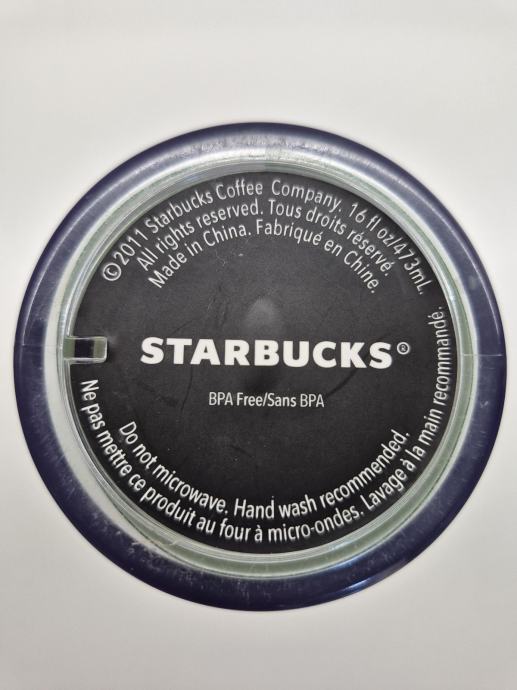 ©2011 Starbucks Coffee Company. 16 fl oz/473mL.
All rights reserved. Tous droits réservé.
Made in China. Fabriqué en Chine.
STARBUCKS®
BPA Free/Sans BPA
Do not microwave. Hand wash recommended.
Ne pas mettre ce produit au four à micro-ondes. Lavage à la main recommandé.